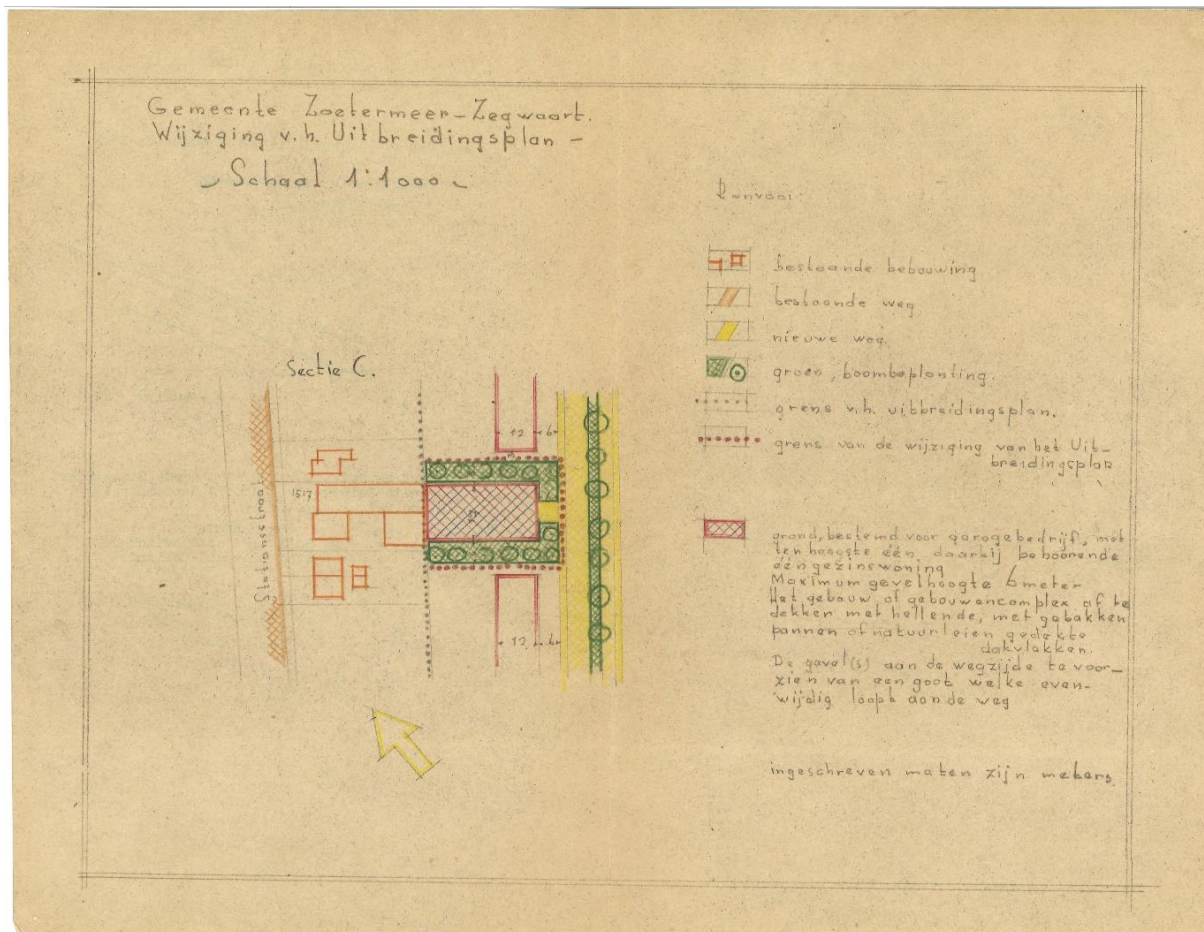 Gemeente Zoetermeer-Zegwaart.
Wijziging v.h. Uitbreidingsplan -
Schaal 1:1000
Renvooi
bestaande bebouwing
bestaande weg
nieuwe weg.
groen, boombeplanting.
grens v.h. uitbreidingsplan.
grens van de wijziging van het Uit-
breidingsplan
Sectie C.
12 6
1517
Stationsstraat
12 6
grond, bestemd voor garagebedrijf, met
ten hoogste één daarbij behoorende
ééngezinswoning
Maximum gevelhoogte 6 meter
Het gebouw of gebouwencomplex af te
dekken met hellende, met gebakken
pannen of natuurleien gedekte
dakvlakken.
De gevel(s) aan de wegzijde te voor-
zien van een goot welke even-
wijdig loopt aan de weg
ingeschreven maten zijn meters.